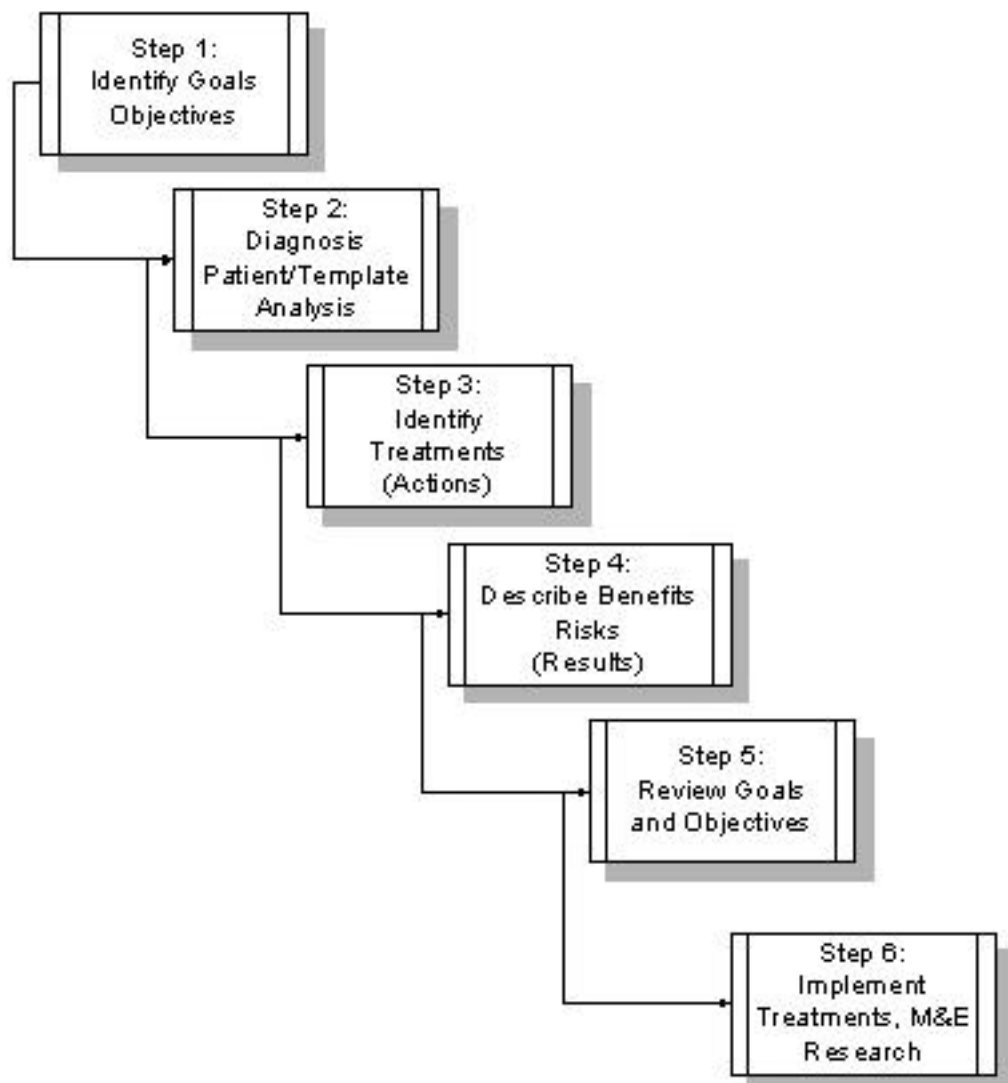 Step 1:
Identify Goals
Objectives
Step 2:
Diagnosis
Patient/Template
Analysis
Step 3:
Identify
Treatments
(Actions)
Step 4:
Describe Benefits
Risks
(Results)
Step 5:
Review Goals
and Objectives
Step 6:
Implement
Treatments, M&E
Research